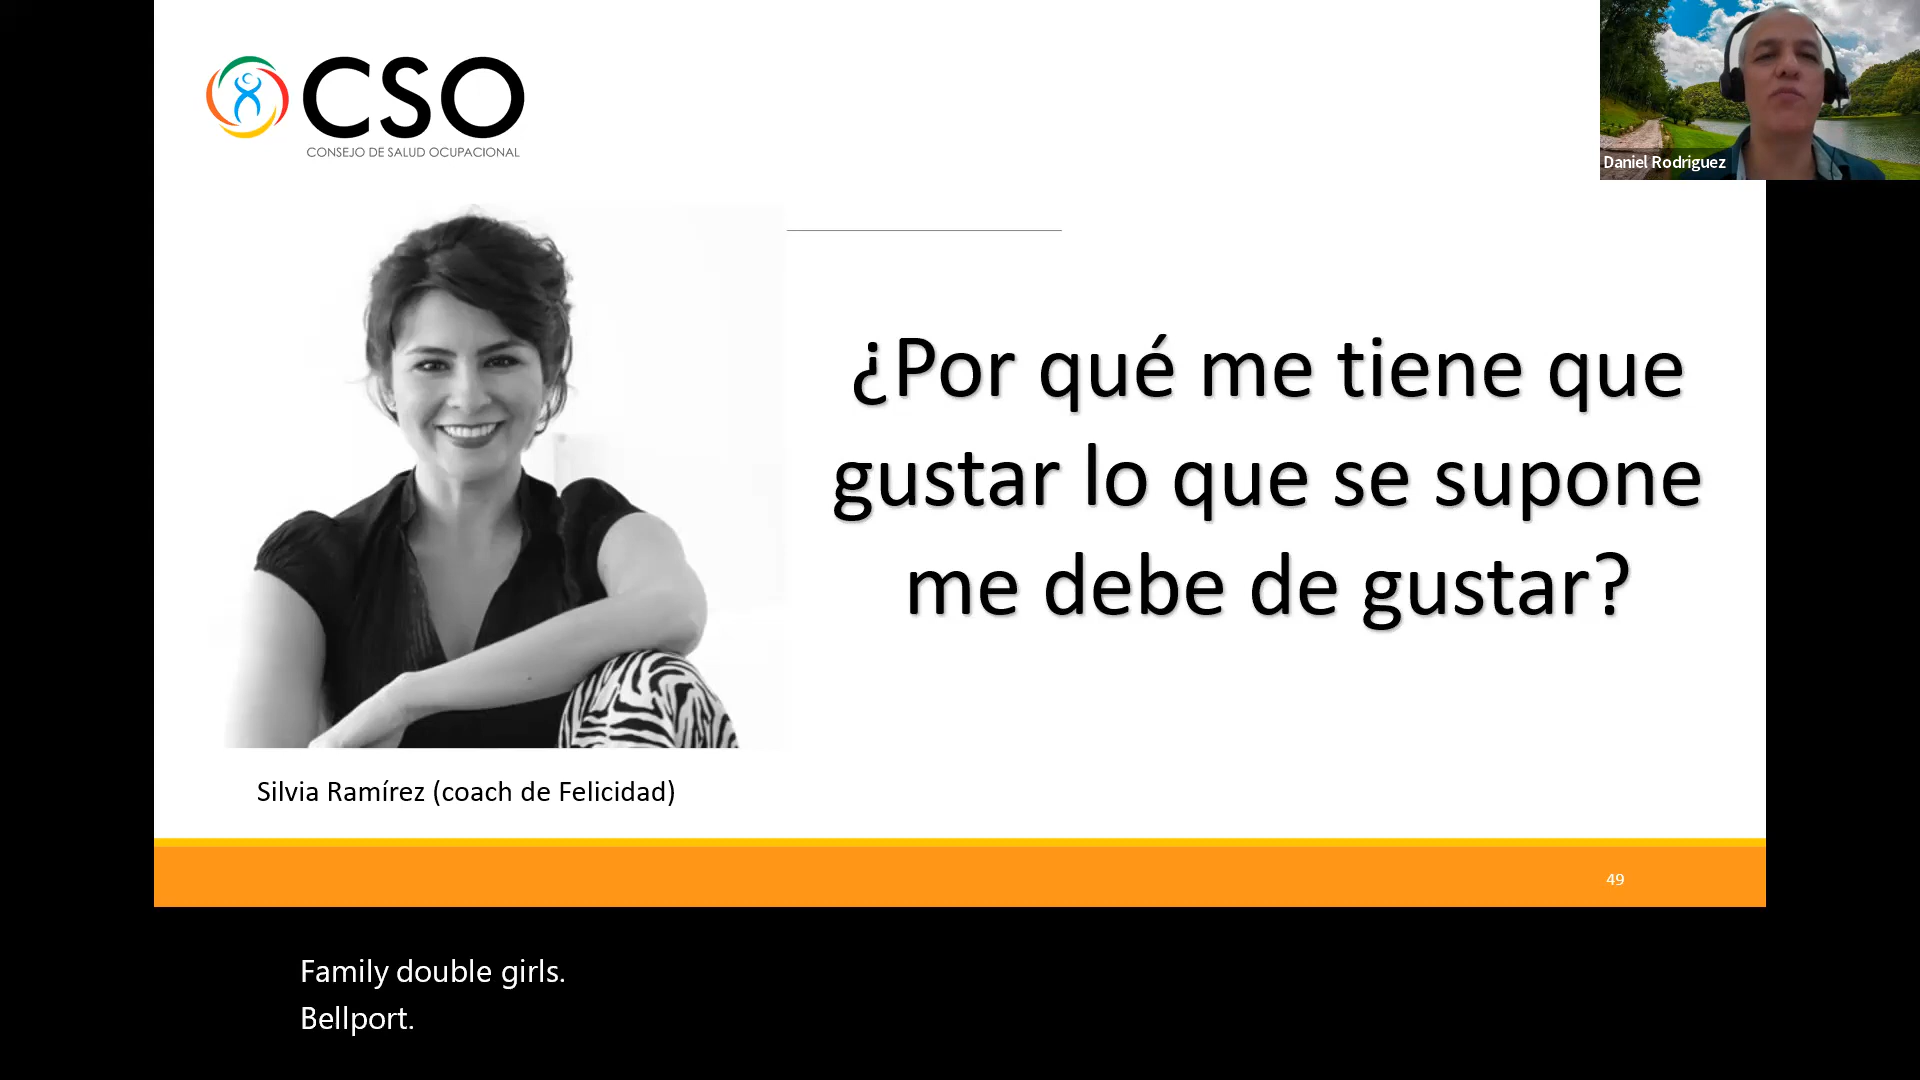 CSO
CONSEJO DE SALUD OCUPACIONAL
Daniel Rodriguez
¿Por qué me tiene que
gustar lo que se supone
me debe de gustar?
Silvia Ramírez (coach de Felicidad)
49
Family double girls.
Bellport.